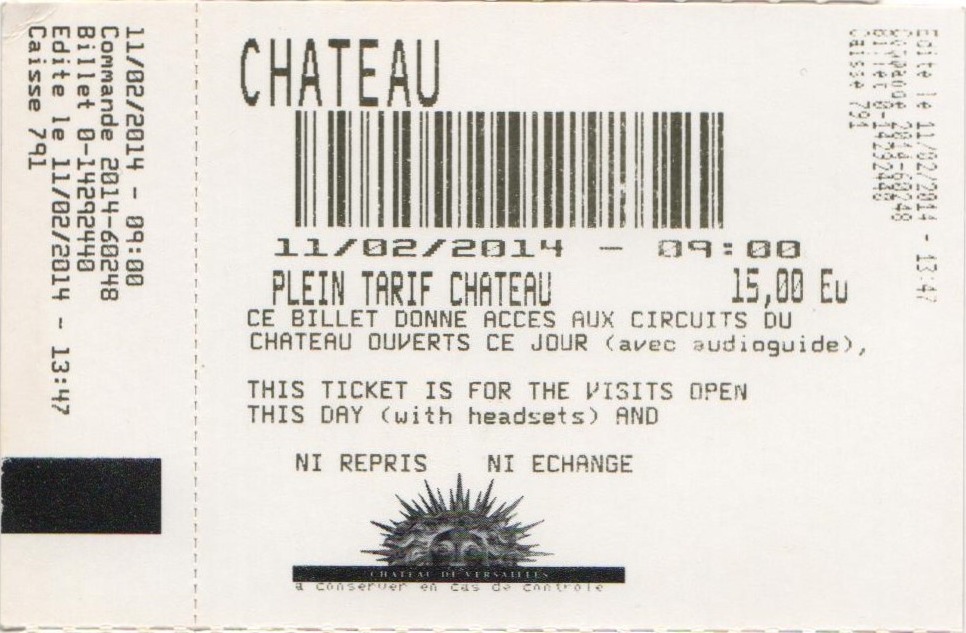 11/02/2014 - 09:00
Commande 2014-60248
Billet 0-14292440
Edite le 11/02/2014 - 13:47
Caisse 791
CHATEAU
11/02/2014 - 09:00
PLEIN TARIF CHATEAU 15,00 Eu
CE BILLET DONNE ACCES AUX CIRCUITS DU
CHATEAU OUVERTS CE JOUR (avec audioguide),
THIS TICKET IS FOR THE VISITS OPEN
THIS DAY (with headsets) AND
NI REPRIS NI ECHANGE
CHATEAU DE VERSAILLES
a conserver en cas de controle
Edite le 11/02/2014 - 13:47
Commande 2014-60248
Billet 0-14292440
Caisse 791